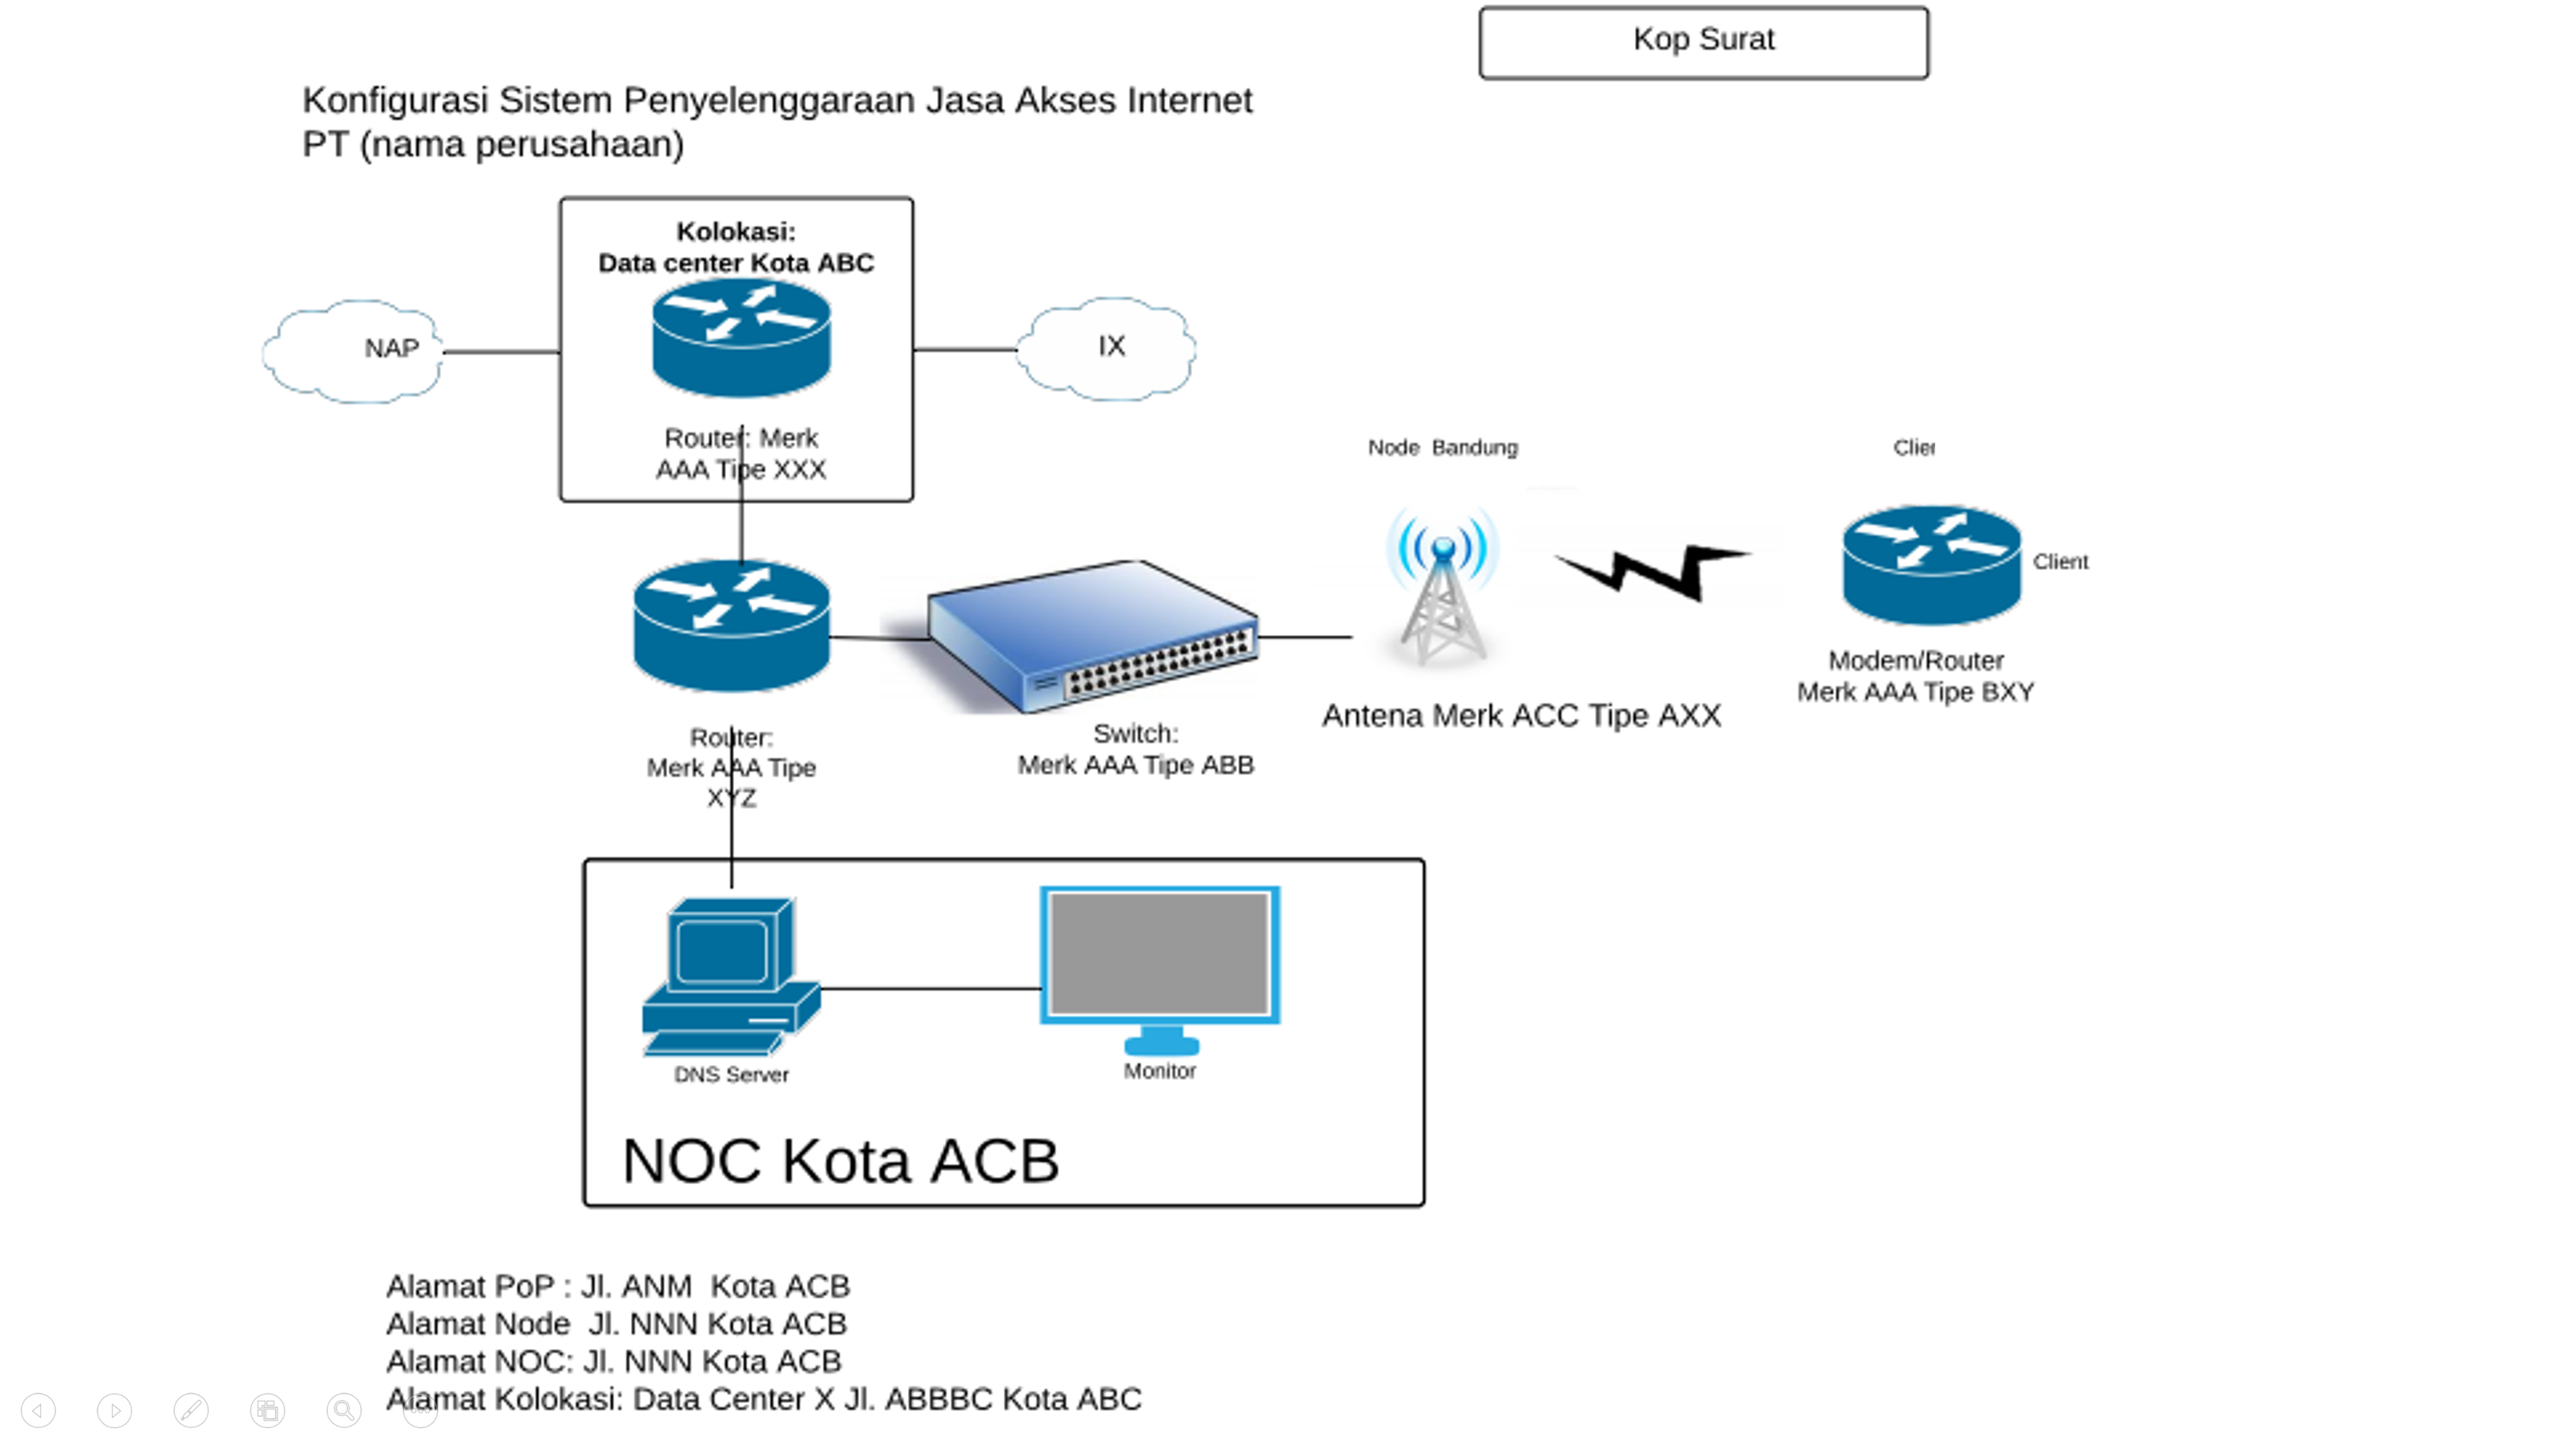 Kop Surat
Konfigurasi Sistem Penyelenggaraan Jasa Akses Internet
PT (nama perusahaan)
Kolokasi:
Data center Kota ABC
NAP
IX
Router: Merk
AAA Tipe XXX
Node  Bandung
Clier
Client
Modem/Router
Merk AAA Tipe BXY
Antena Merk ACC Tipe AXX
Router:
Merk AAA Tipe
XYZ
Switch:
Merk AAA Tipe ABB
DNS Server
Monitor
NOC Kota ACB
Alamat PoP : Jl. ANM  Kota ACB
Alamat Node  Jl. NNN Kota ACB
Alamat NOC: Jl. NNN Kota ACB
Alamat Kolokasi: Data Center X Jl. ABBBC Kota ABC